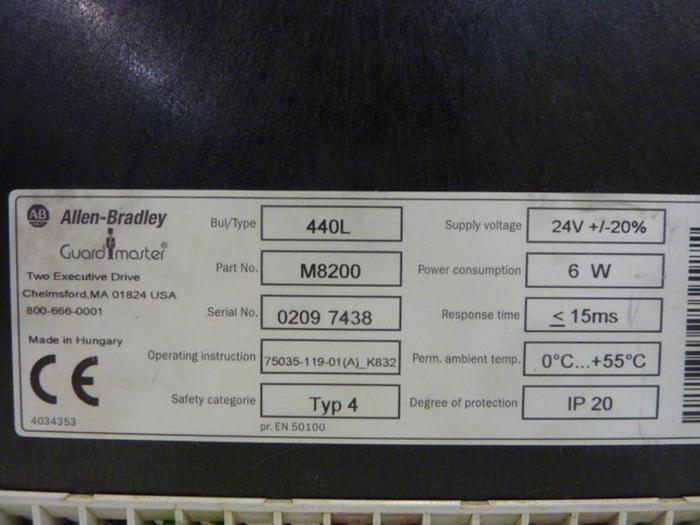 AB Allen-Bradley
Guardmaster®
Two Executive Drive
Chelmsford,MA 01824 USA
800-666-0001
Made in Hungary
CE
4034353
Bul/Type 440L
Part No. M8200
Serial No. 0209 7438
Operating instruction 75035-119-01(A)_K832
Safety categorie Typ 4
pr. EN 50100
Supply voltage 24V +/-20%
Power consumption 6 W
Response time ≤ 15ms
Perm. ambient temp. 0°C...+55°C
Degree of protection IP 20